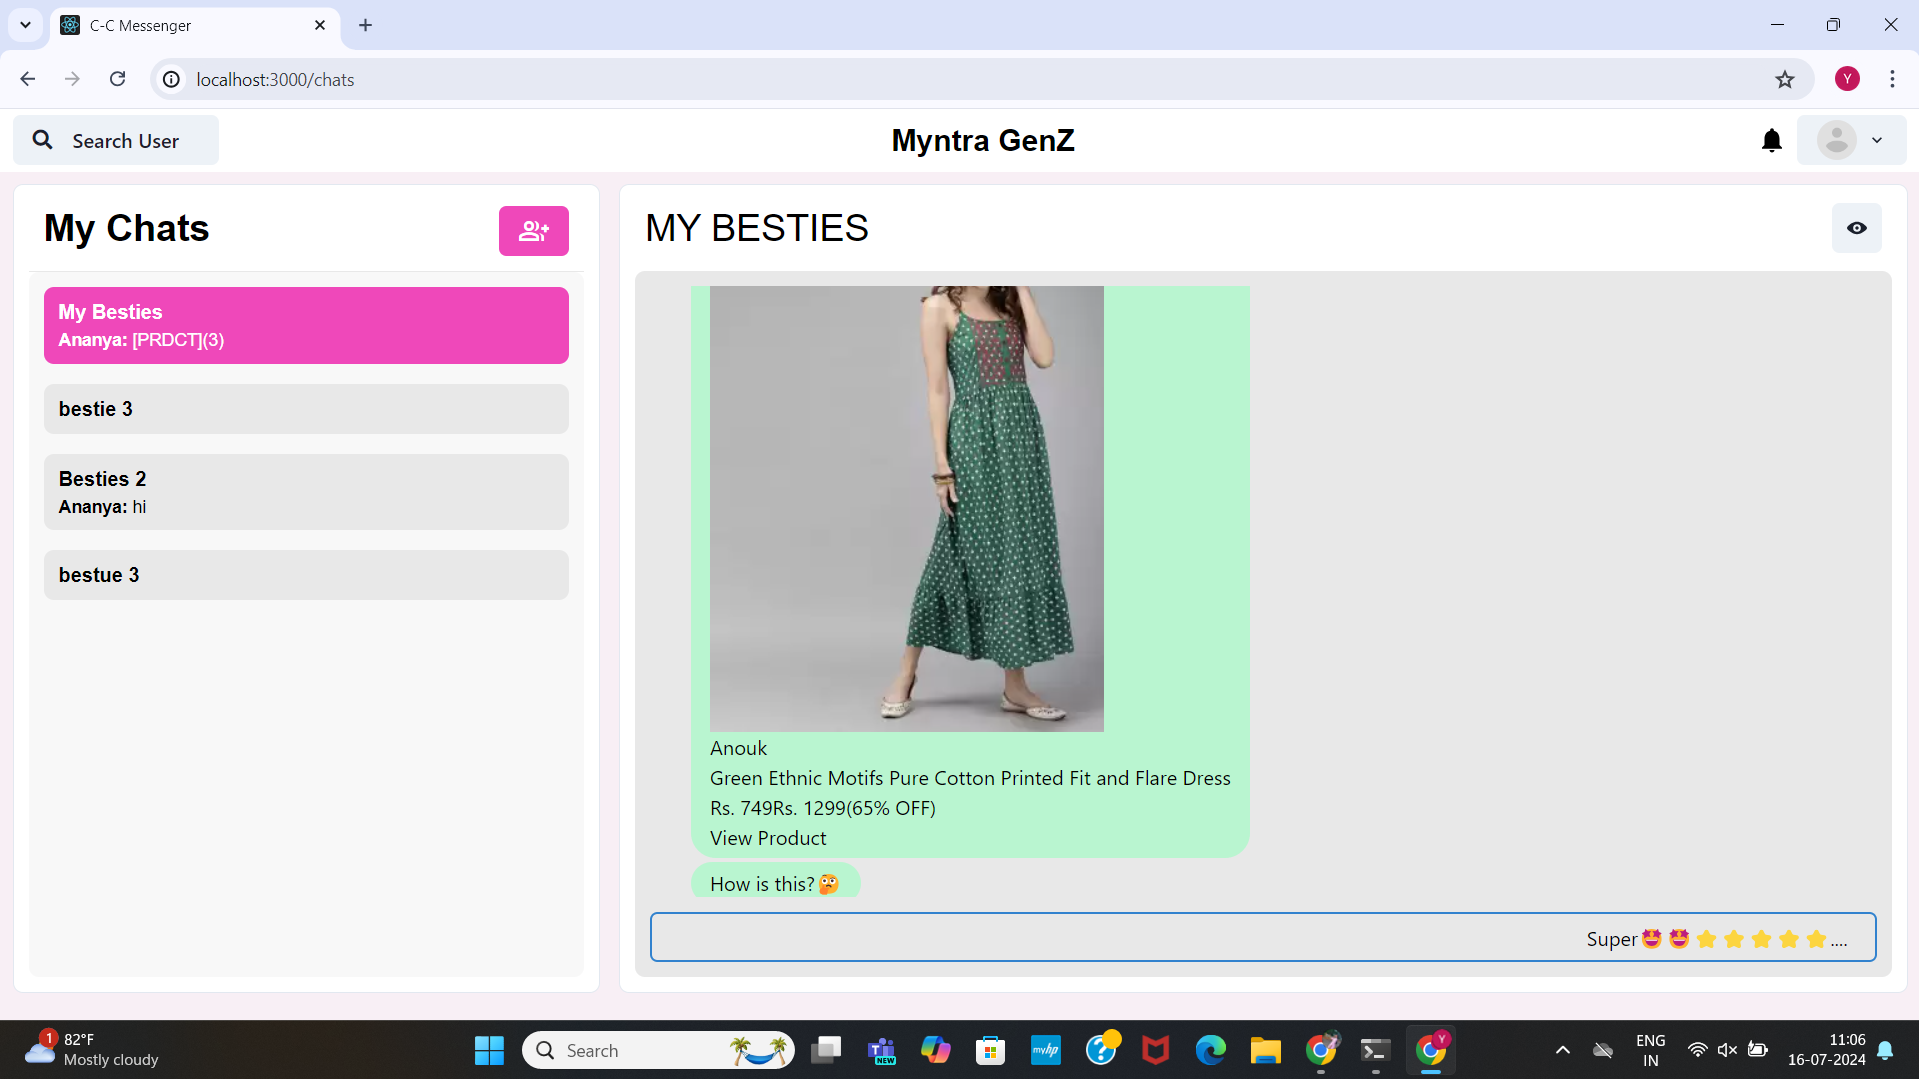 C-C Messenger
localhost:3000/chats
Y
Search User
Myntra GenZ
My Chats
My Besties
Ananya: [PRDCT](3)
bestie 3
Besties 2
Ananya: hi
bestue 3
MY BESTIES
Anouk
Green Ethnic Motifs Pure Cotton Printed Fit and Flare Dress
Rs. 749Rs. 1299(65% OFF)
View Product
How is this?🤔
Super🤩🤩⭐⭐⭐⭐⭐....
1
82°F
Mostly cloudy
Search
NEW
myhp
Y
ENG
IN
11:06
16-07-2024